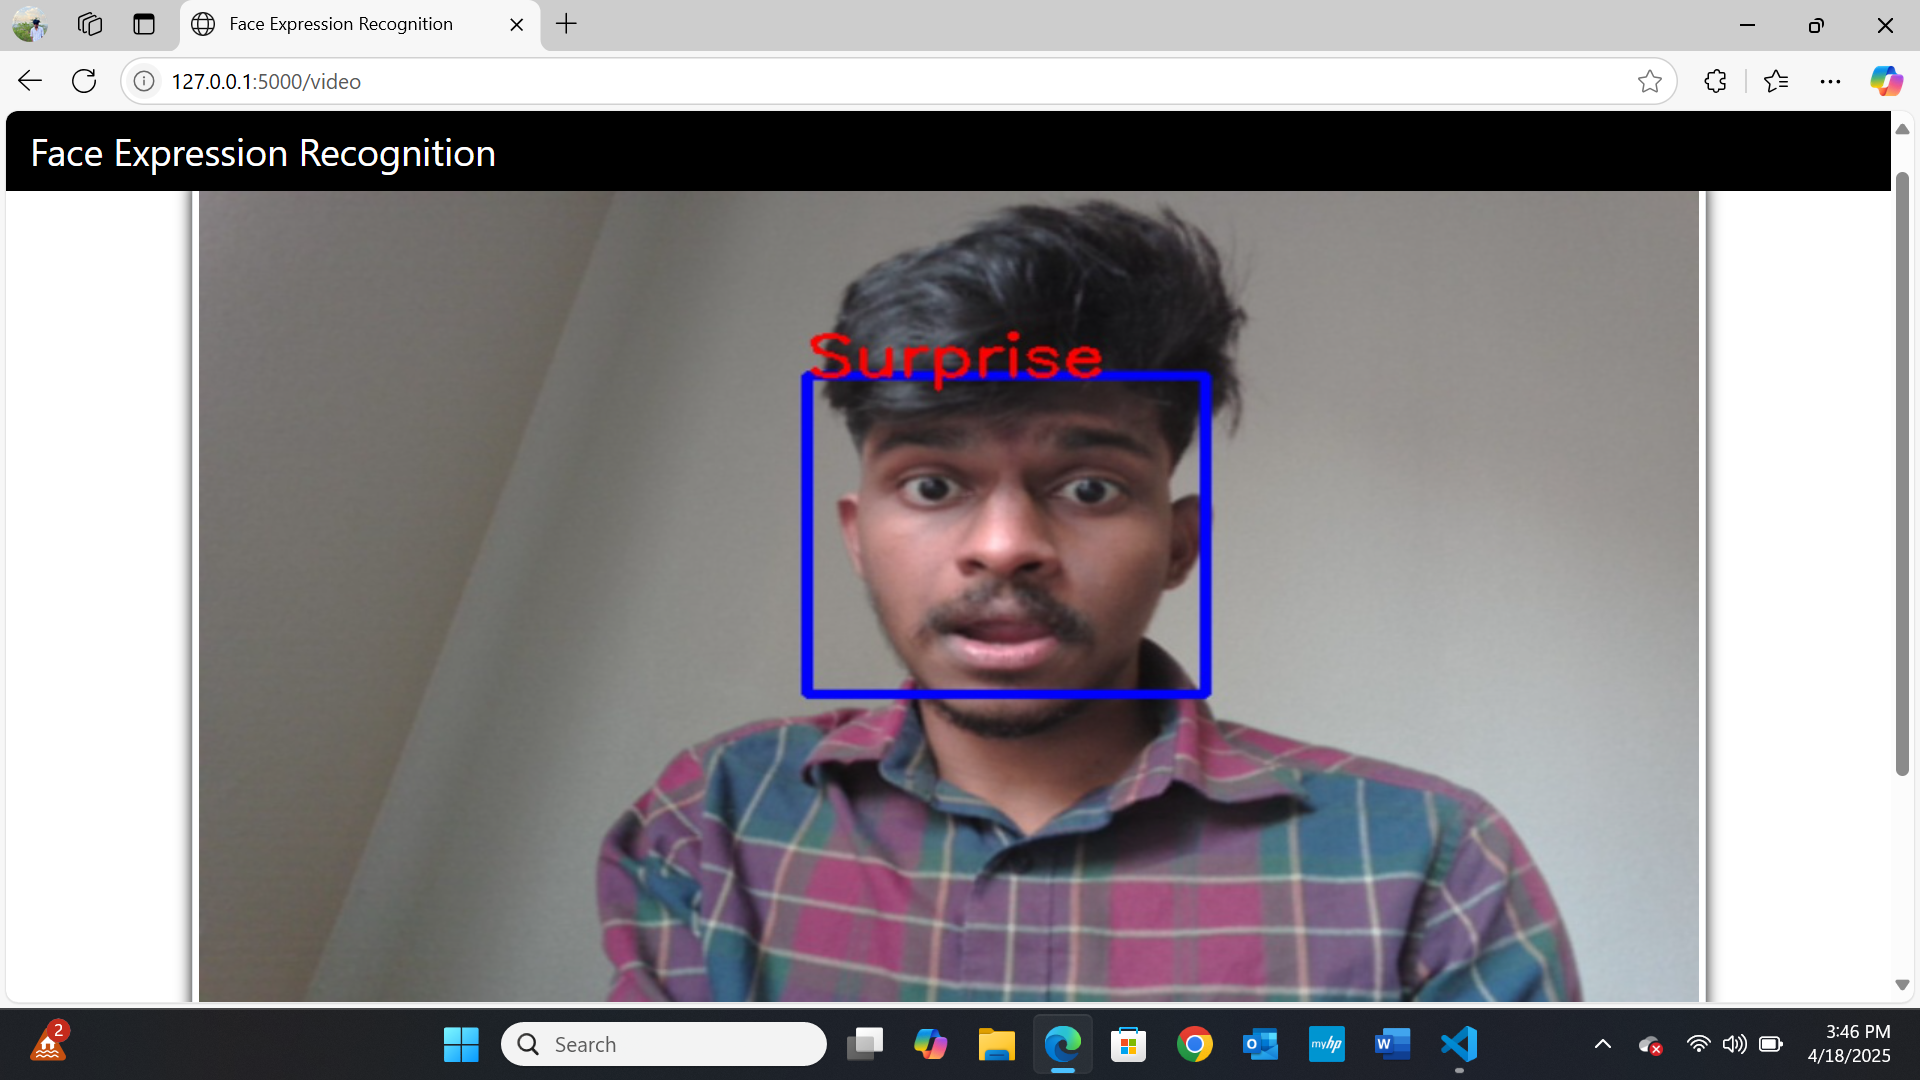 Face Expression Recognition
127.0.0.1:5000/video
Face Expression Recognition
Surprise
2
Search
myhp
3:46 PM
4/18/2025